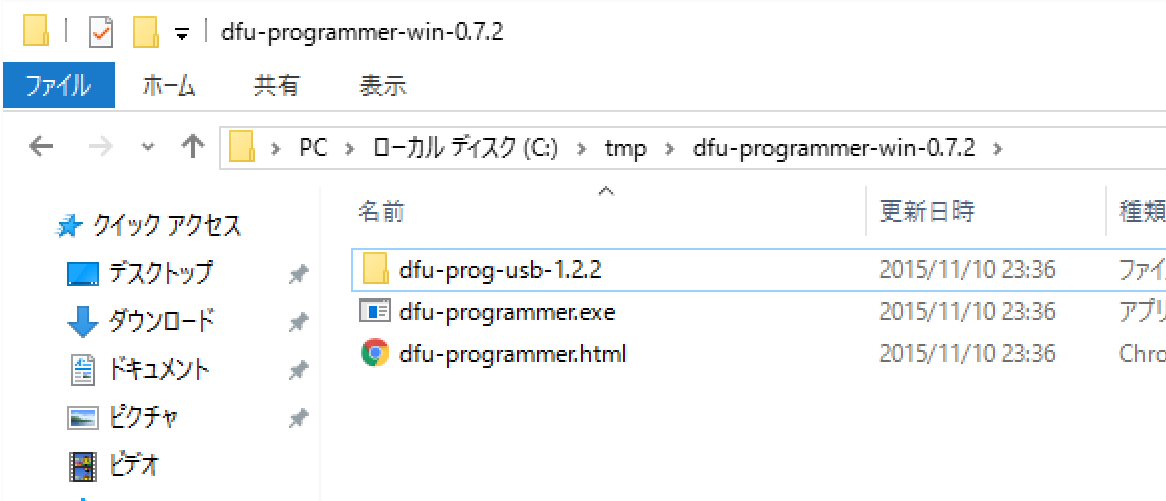 dfu-programmer-win-0.7.2
ファイル ホーム 共有 表示
PC ローカル ディスク (C:) tmp dfu-programmer-win-0.7.2
クイック アクセス
デスクトップ
ダウンロード
ドキュメント
ピクチャ
ビデオ
名前 更新日時 種類
dfu-prog-usb-1.2.2 2015/11/10 23:36 ファイ
dfu-programmer.exe 2015/11/10 23:36 アプリ
dfu-programmer.html 2015/11/10 23:36 Chro